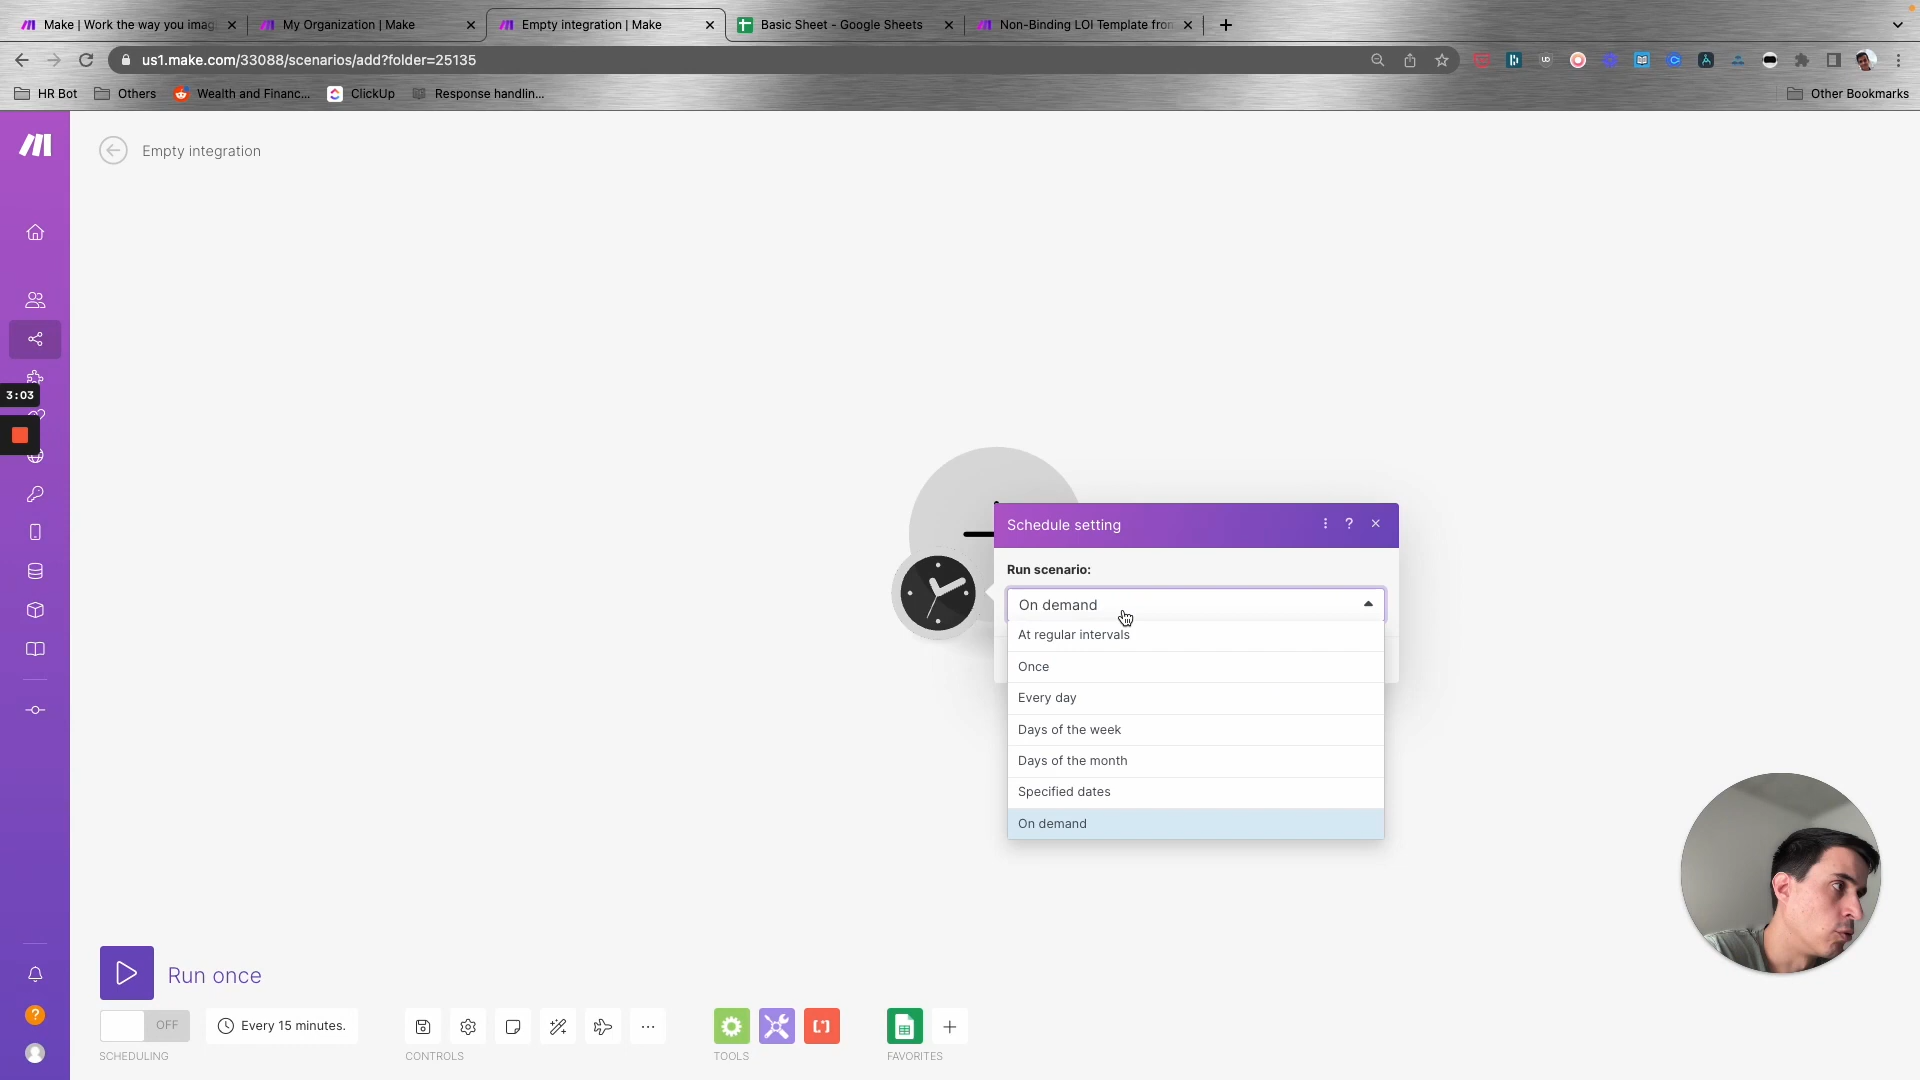 Make | Work the way you imag
My Organization | Make
Empty integration | Make
Basic Sheet - Google Sheets
Non-Binding LOI Template from
us1.make.com/33088/scenarios/add?folder=25135
HR Bot
Others
Wealth and Financ...
ClickUp
Response handlin...
Other Bookmarks
Empty integration
3:03
Schedule setting
Run scenario:
On demand
At regular intervals
Once
Every day
Days of the week
Days of the month
Specified dates
On demand
Run once
OFF
Every 15 minutes.
SCHEDULING
CONTROLS
TOOLS
FAVORITES